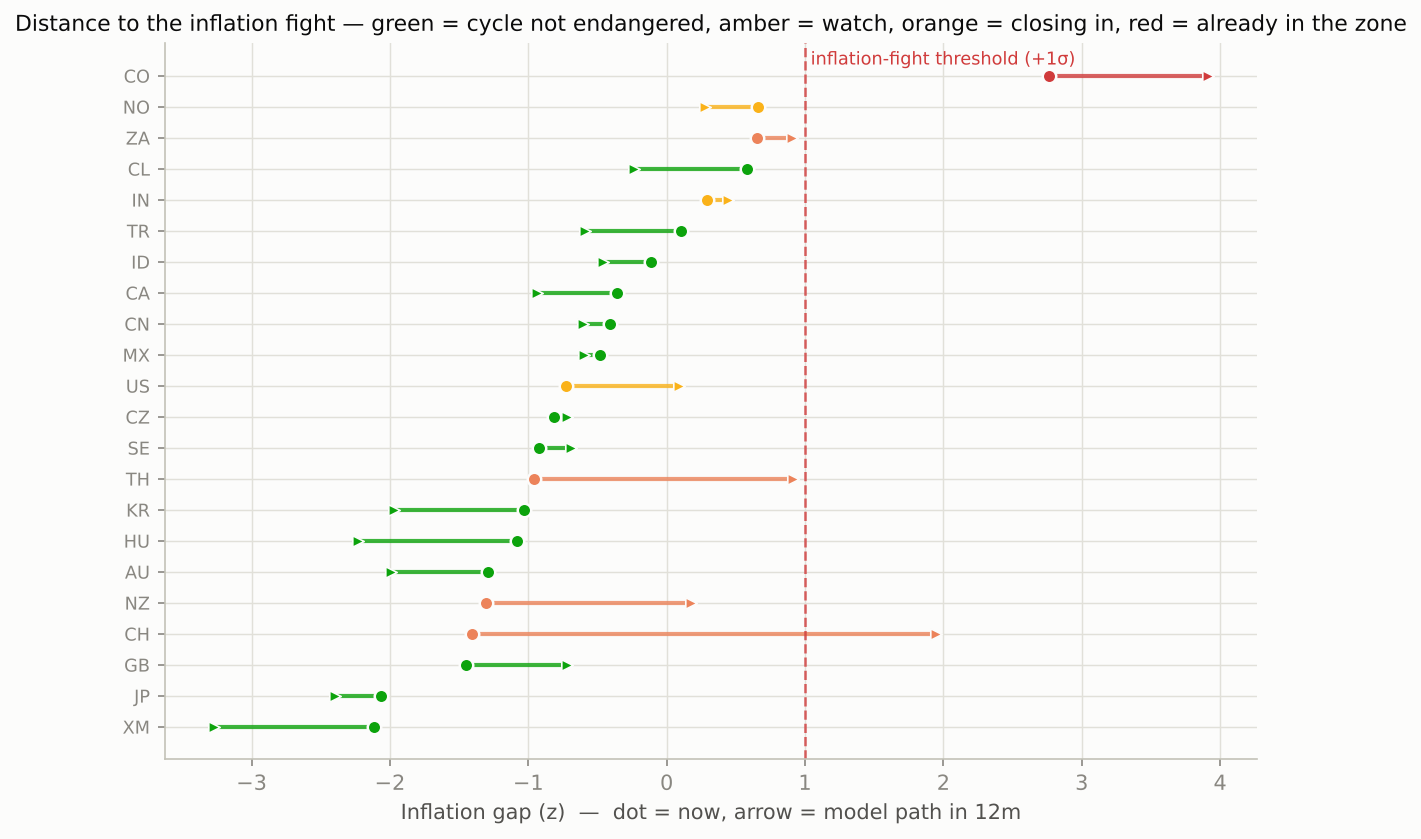 Distance to the inflation fight — green = cycle not endangered, amber = watch, orange = closing in, red = already in the zone
inflation-fight threshold (+1σ)
CO
NO
ZA
CL
IN
TR
ID
CA
CN
MX
US
CZ
SE
TH
KR
HU
AU
NZ
CH
GB
JP
XM
−3 −2 −1 0 1 2 3 4
Inflation gap (z) — dot = now, arrow = model path in 12m